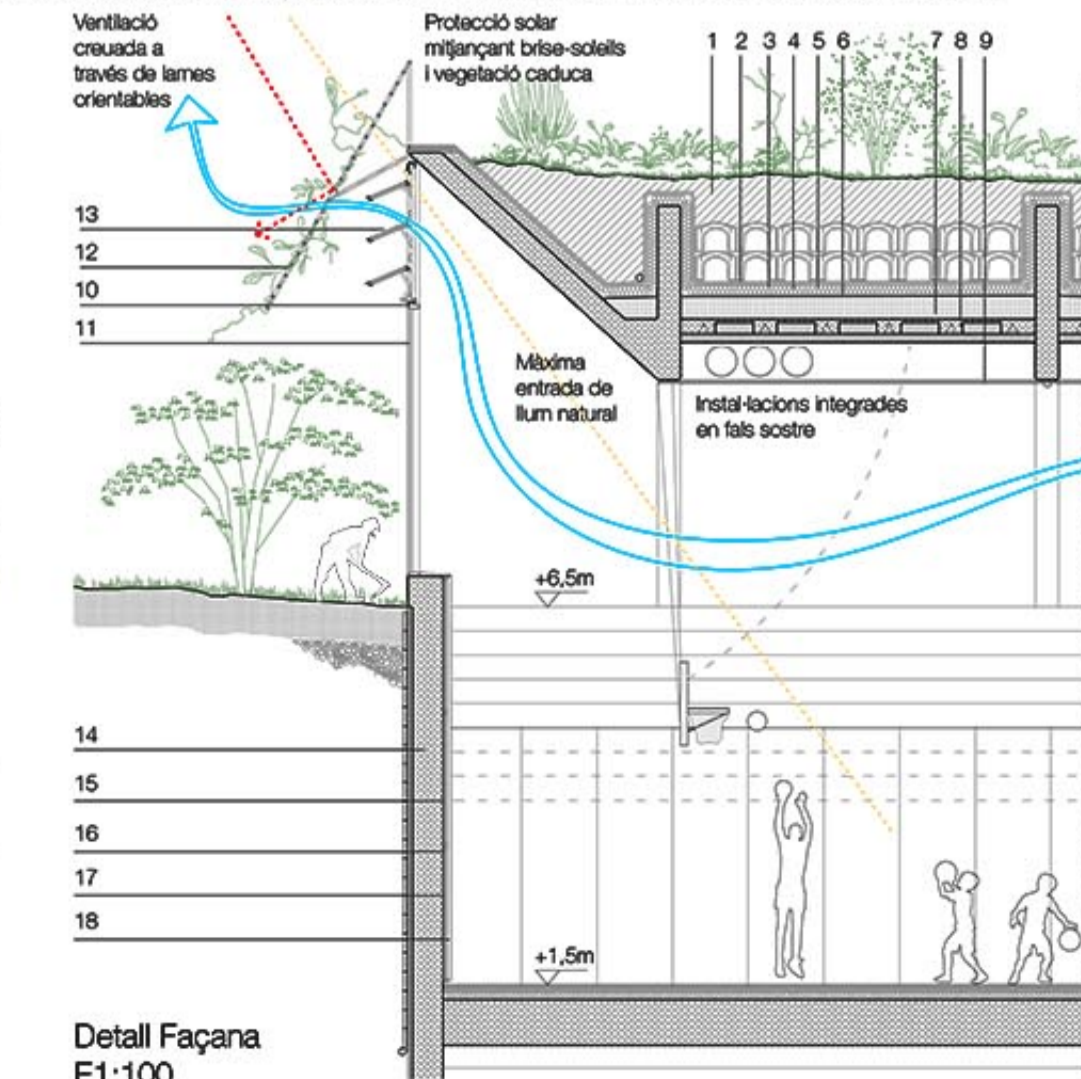 Ventilació
creuada a
través de lames
orientables
Protecció solar
mitjançant brise-soleils
i vegetació caduca
1 2 3 4 5 6 7 8 9
13
12
10
11
Màxima
entrada de
llum natural
Instal·lacions integrades
en fals sostre
+6,5m
14
15
16
17
18
+1,5m
Detall Façana
E1:100